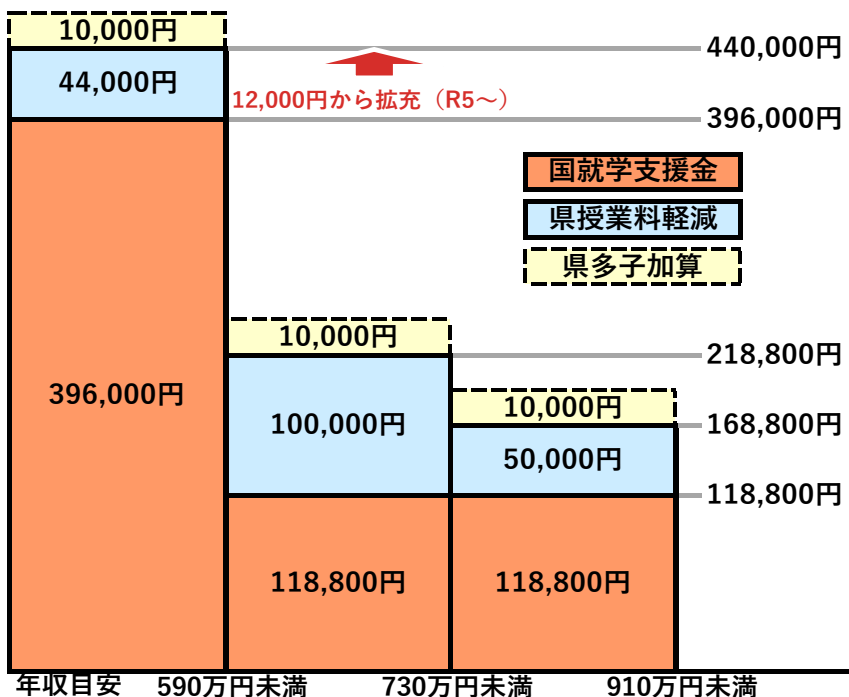 10,000円
440,000円
44,000円
12,000円から拡充（R5～）
396,000円
国就学支援金
県授業料軽減
県多子加算
10,000円
218,800円
396,000円
100,000円
10,000円
168,800円
50,000円
118,800円
118,800円
118,800円
年収目安
590万円未満
730万円未満
910万円未満